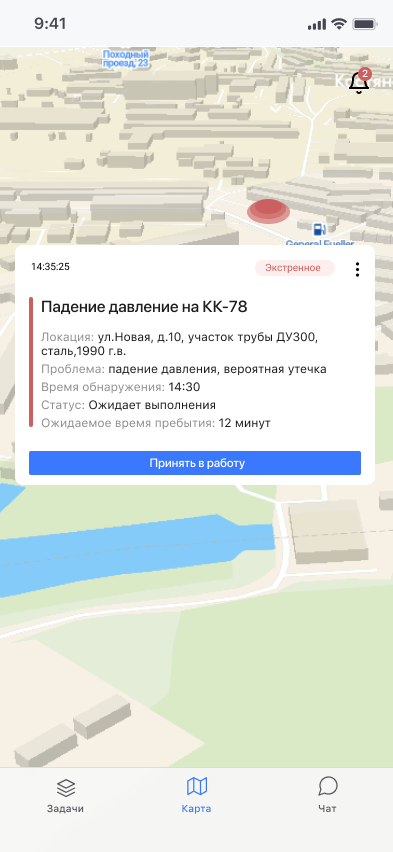 9:41
Походный
проезд, 23
2
14:35:25
Экстренное
Падение давление на КК-78
Локация: ул.Новая, д.10, участок трубы ДУ300,
сталь,1990 г.в.
Проблема: падение давления, вероятная утечка
Время обнаружения: 14:30
Статус: Ожидает выполнения
Ожидаемое время пребытия: 12 минут
Принять в работу
General Fueller
Задачи
Карта
Чат